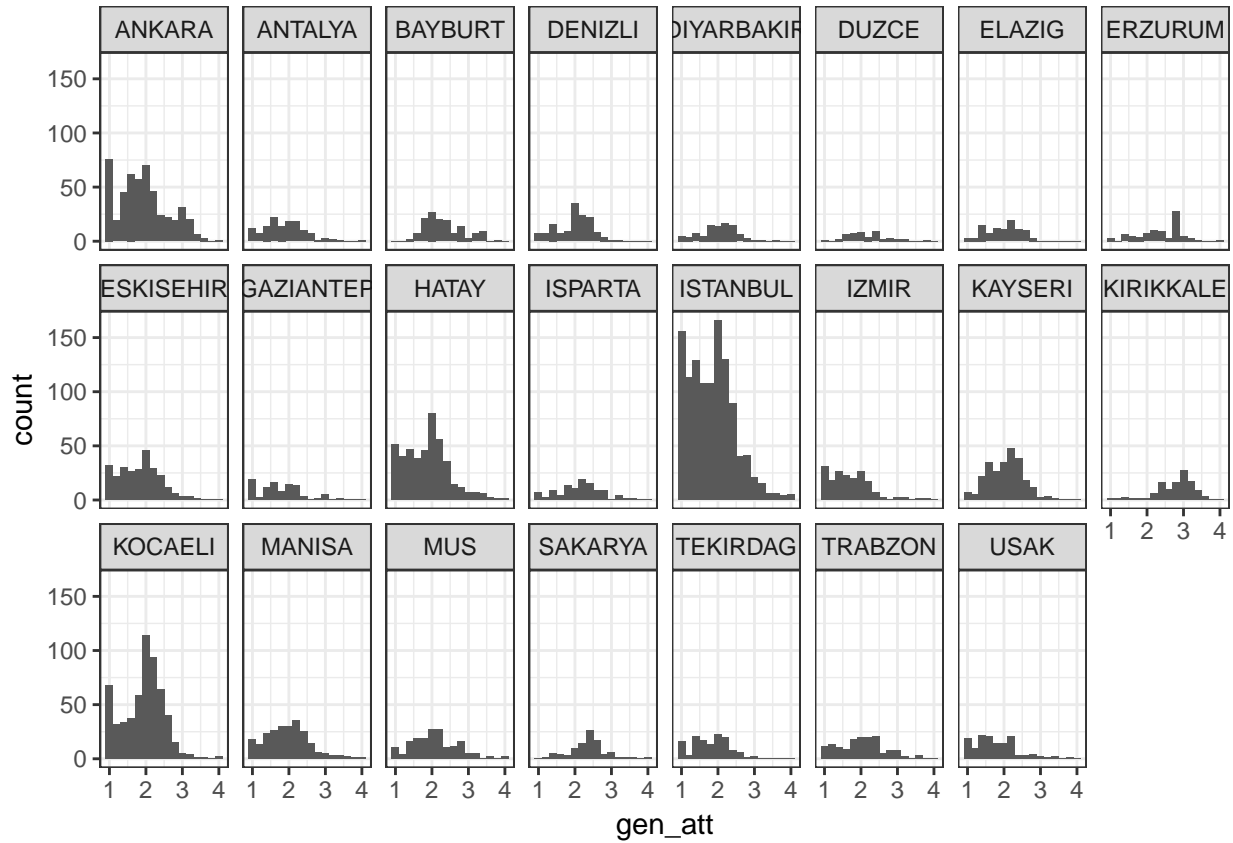 ANKARA ANTALYA BAYBURT DENIZLI DIYARBAKIR DUZCE ELAZIG ERZURUM
150
100
50
0
ESKISEHIR GAZIANTEP HATAY ISPARTA ISTANBUL IZMIR KAYSERI KIRIKKALE
150
100
50
0
1 2 3 4
count
KOCAELI MANISA MUS SAKARYA TEKIRDAG TRABZON USAK
150
100
50
0
1 2 3 4 1 2 3 4 1 2 3 4 1 2 3 4 1 2 3 4 1 2 3 4 1 2 3 4
gen_att